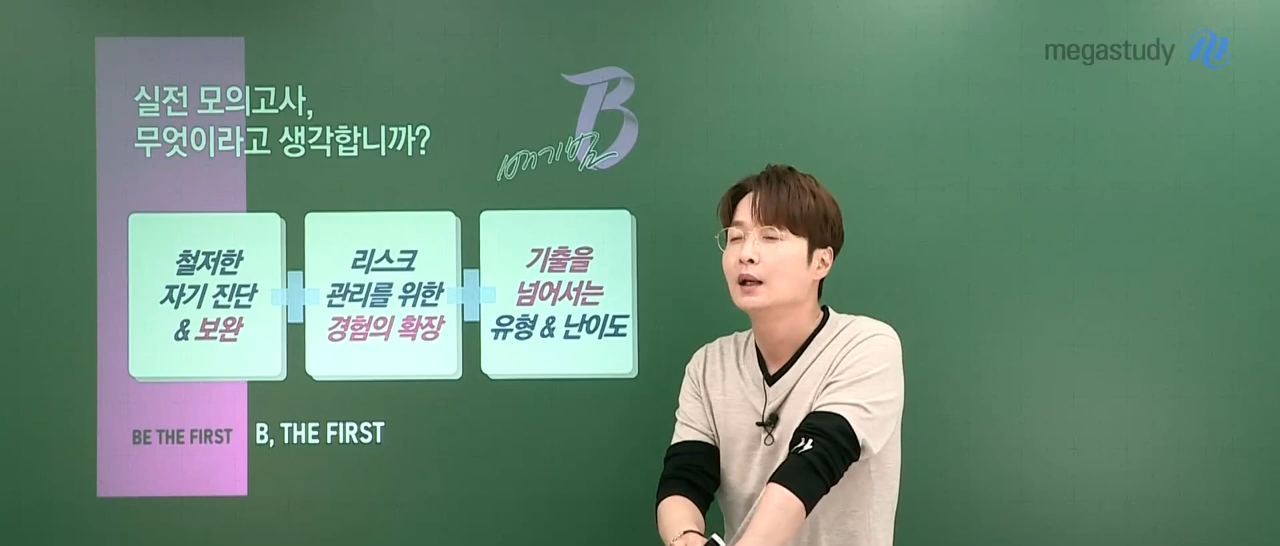 megastudy
실전 모의고사,
무엇이라고 생각합니까?
B
철저한
자기 진단
& 보완
리스크
관리를 위한
경험의 확장
기출을
넘어서는
유형 & 난이도
BE THE FIRST
B, THE FIRST